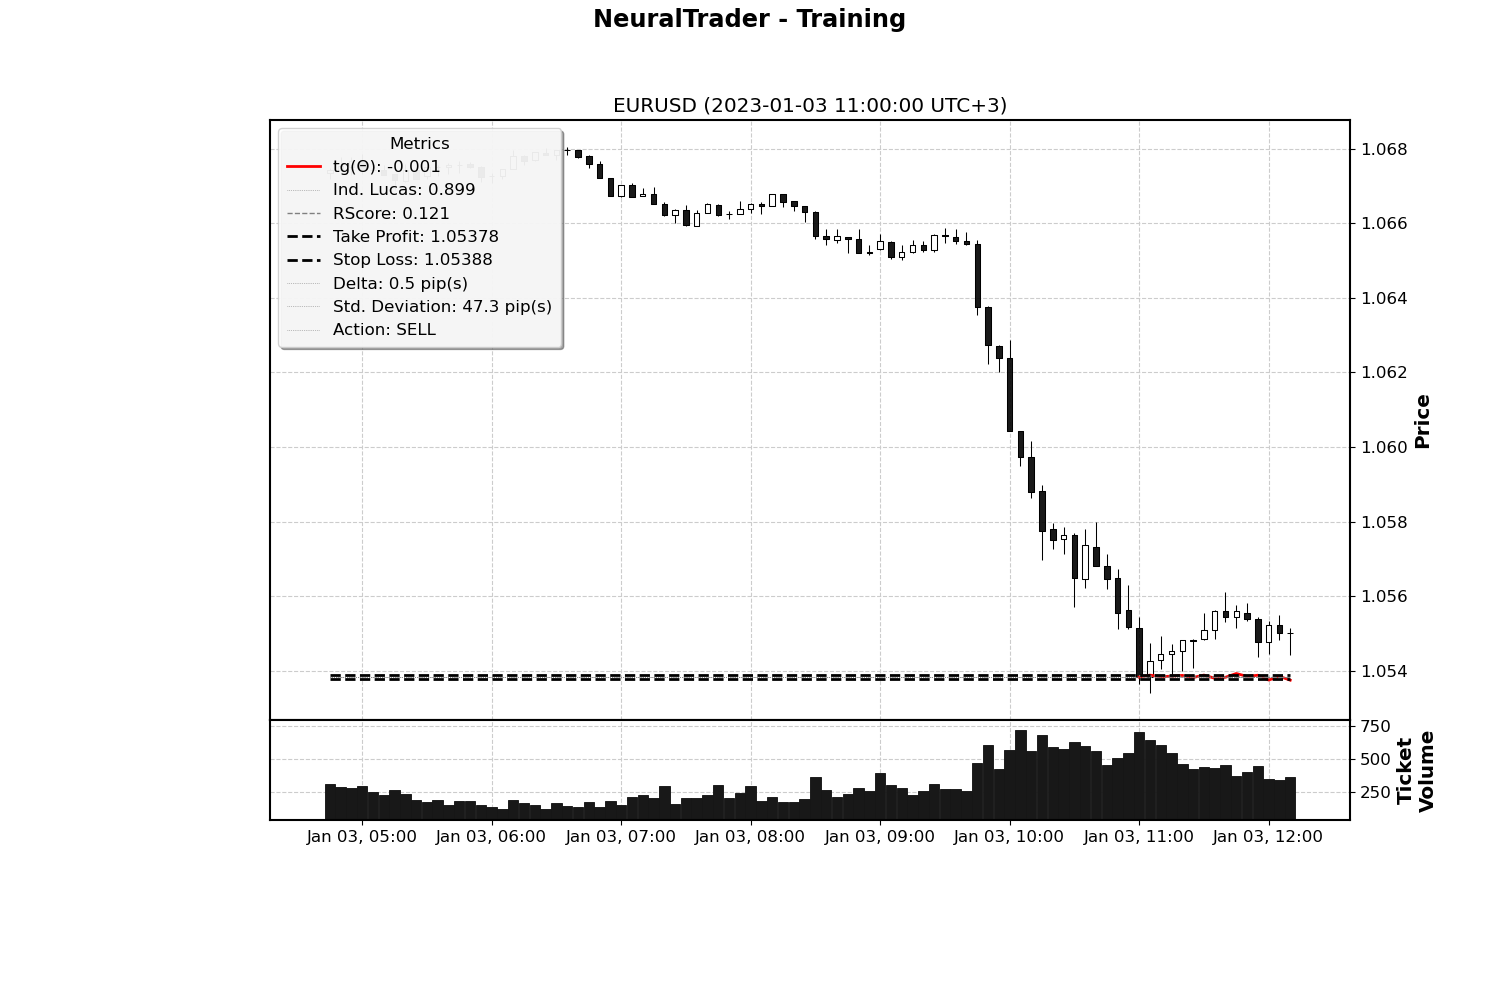 NeuralTrader - Training
EURUSD (2023-01-03 11:00:00 UTC+3)
Metrics
tg(Θ): -0.001
Ind. Lucas: 0.899
RScore: 0.121
Take Profit: 1.05378
Stop Loss: 1.05388
Delta: 0.5 pip(s)
Std. Deviation: 47.3 pip(s)
Action: SELL
1.068
1.066
1.064
1.062
1.060
1.058
1.056
1.054
Price
750
500
250
Ticket
Volume
Jan 03, 05:00 Jan 03, 06:00 Jan 03, 07:00 Jan 03, 08:00 Jan 03, 09:00 Jan 03, 10:00 Jan 03, 11:00 Jan 03, 12:00